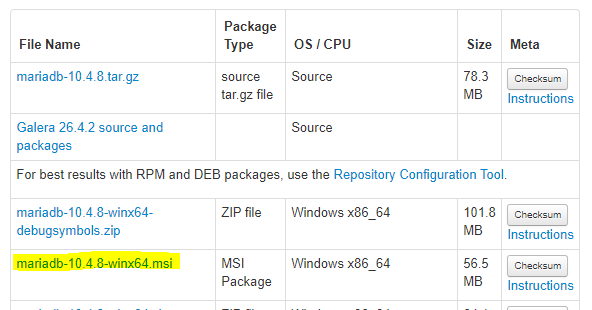 File Name Package Type OS / CPU Size Meta
mariadb-10.4.8.tar.gz source tar.gz file Source 78.3 MB Checksum Instructions
Galera 26.4.2 source and packages Source
For best results with RPM and DEB packages, use the Repository Configuration Tool.
mariadb-10.4.8-winx64-debugsymbols.zip ZIP file Windows x86_64 101.8 MB Checksum Instructions
mariadb-10.4.8-winx64.msi MSI Package Windows x86_64 56.5 MB Checksum Instructions